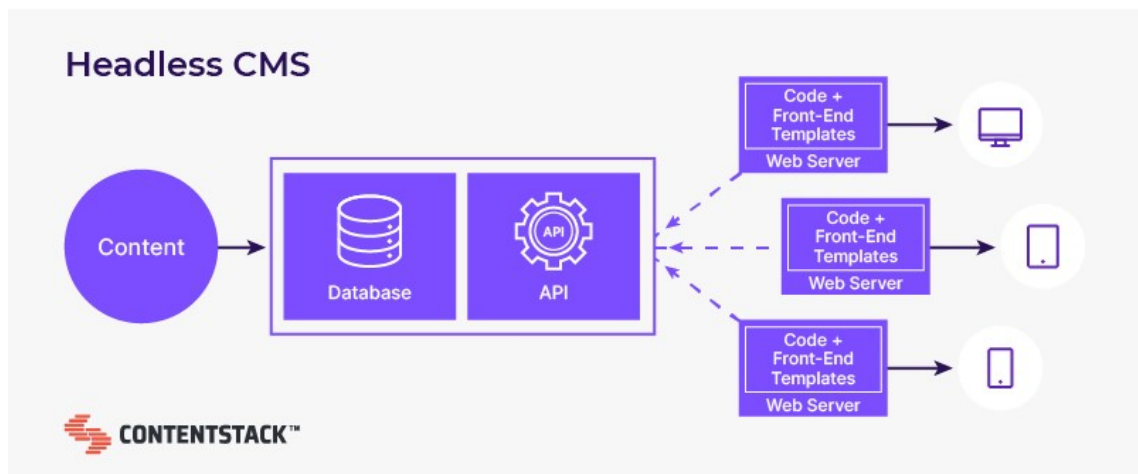 Headless CMS
Content
Database
API
API
Code +
Front-End
Templates
Web Server
Code +
Front-End
Templates
Web Server
Code +
Front-End
Templates
Web Server
CONTENTSTACK™